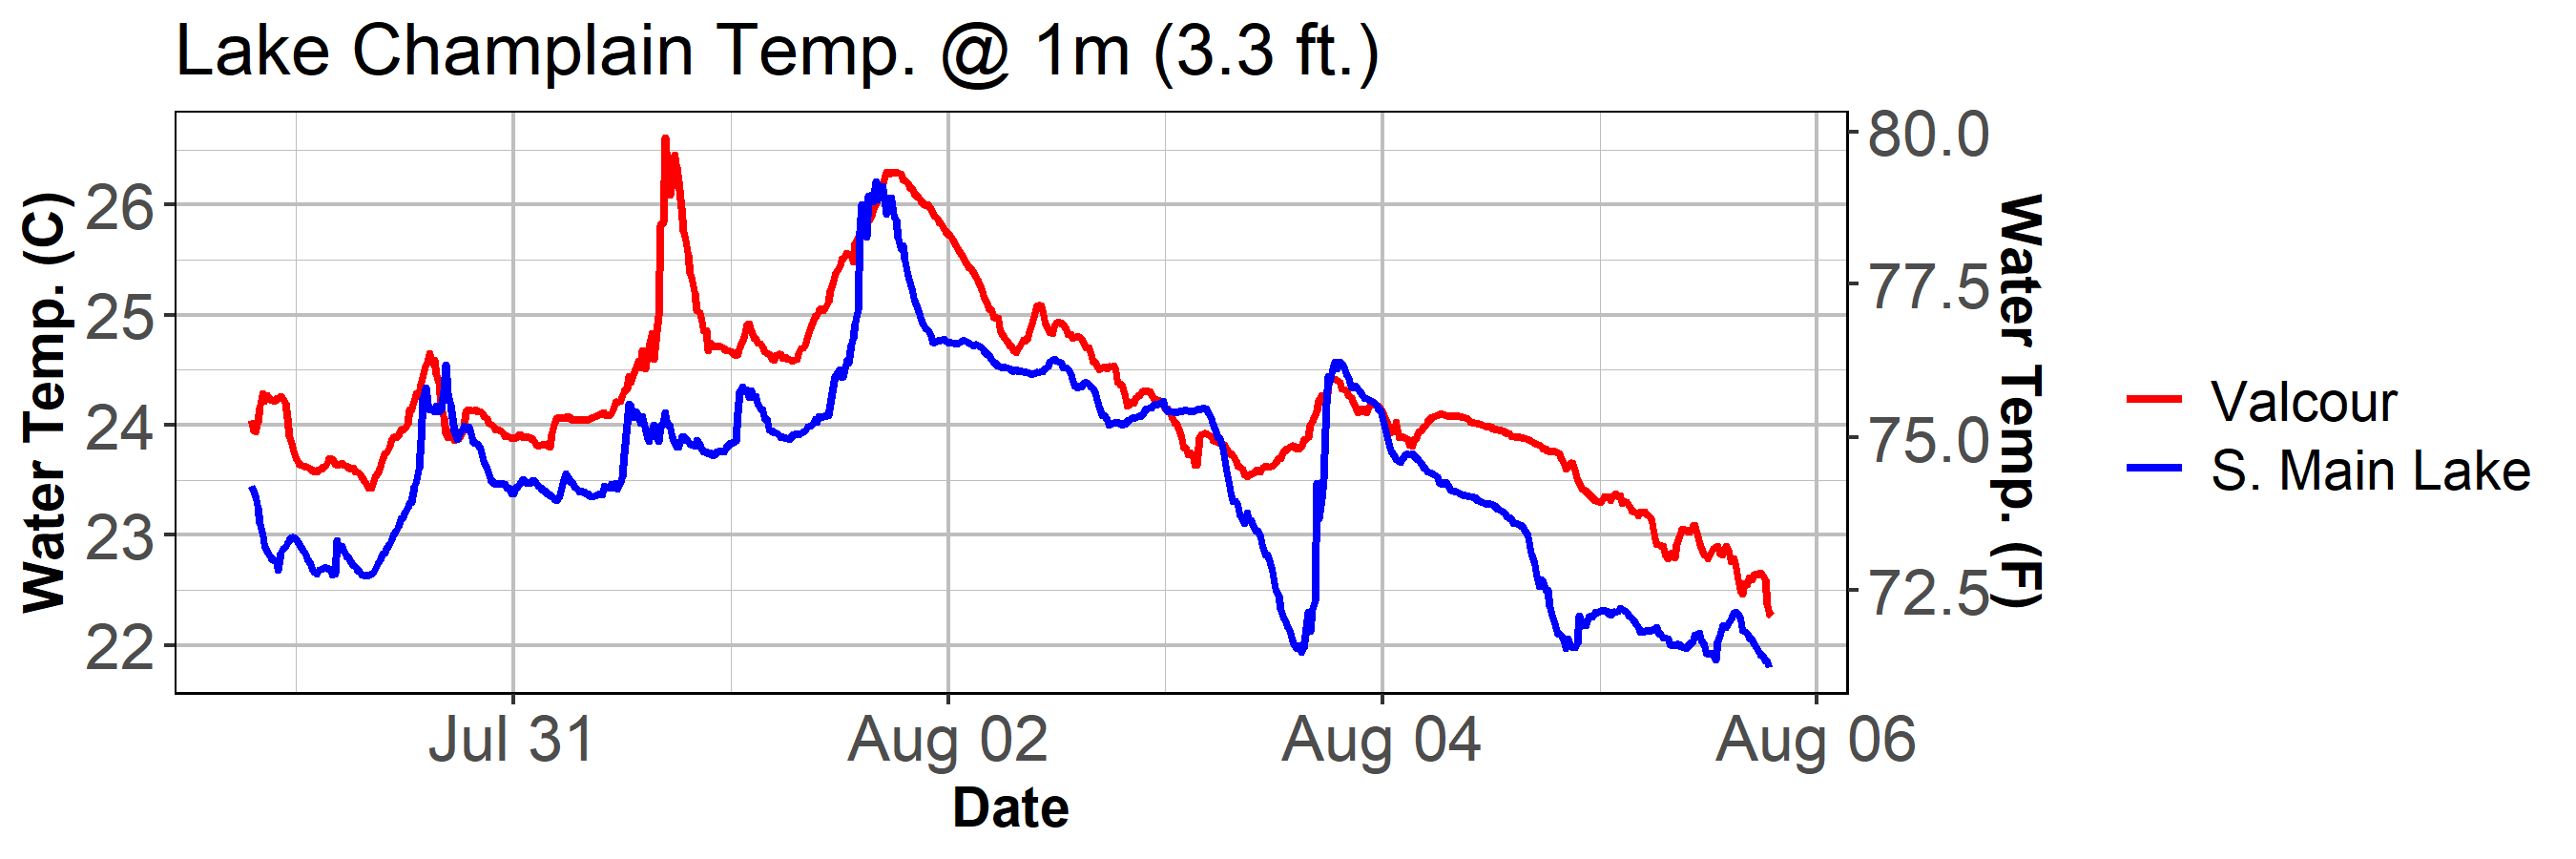 Lake Champlain Temp. @ 1m (3.3 ft.)
Water Temp. (C)
26
25
24
23
22
80.0
77.5
75.0
72.5
Water Temp. (F)
Jul 31
Aug 02
Aug 04
Aug 06
Date
Valcour
S. Main Lake